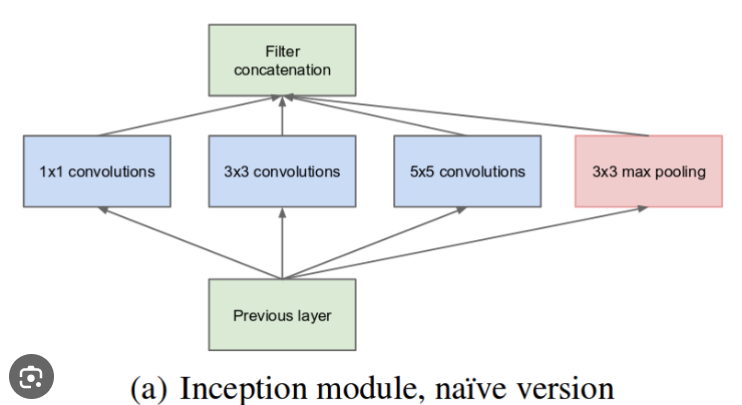 Filter
concatenation
1x1 convolutions
3x3 convolutions
5x5 convolutions
3x3 max pooling
Previous layer
(a) Inception module, naïve version